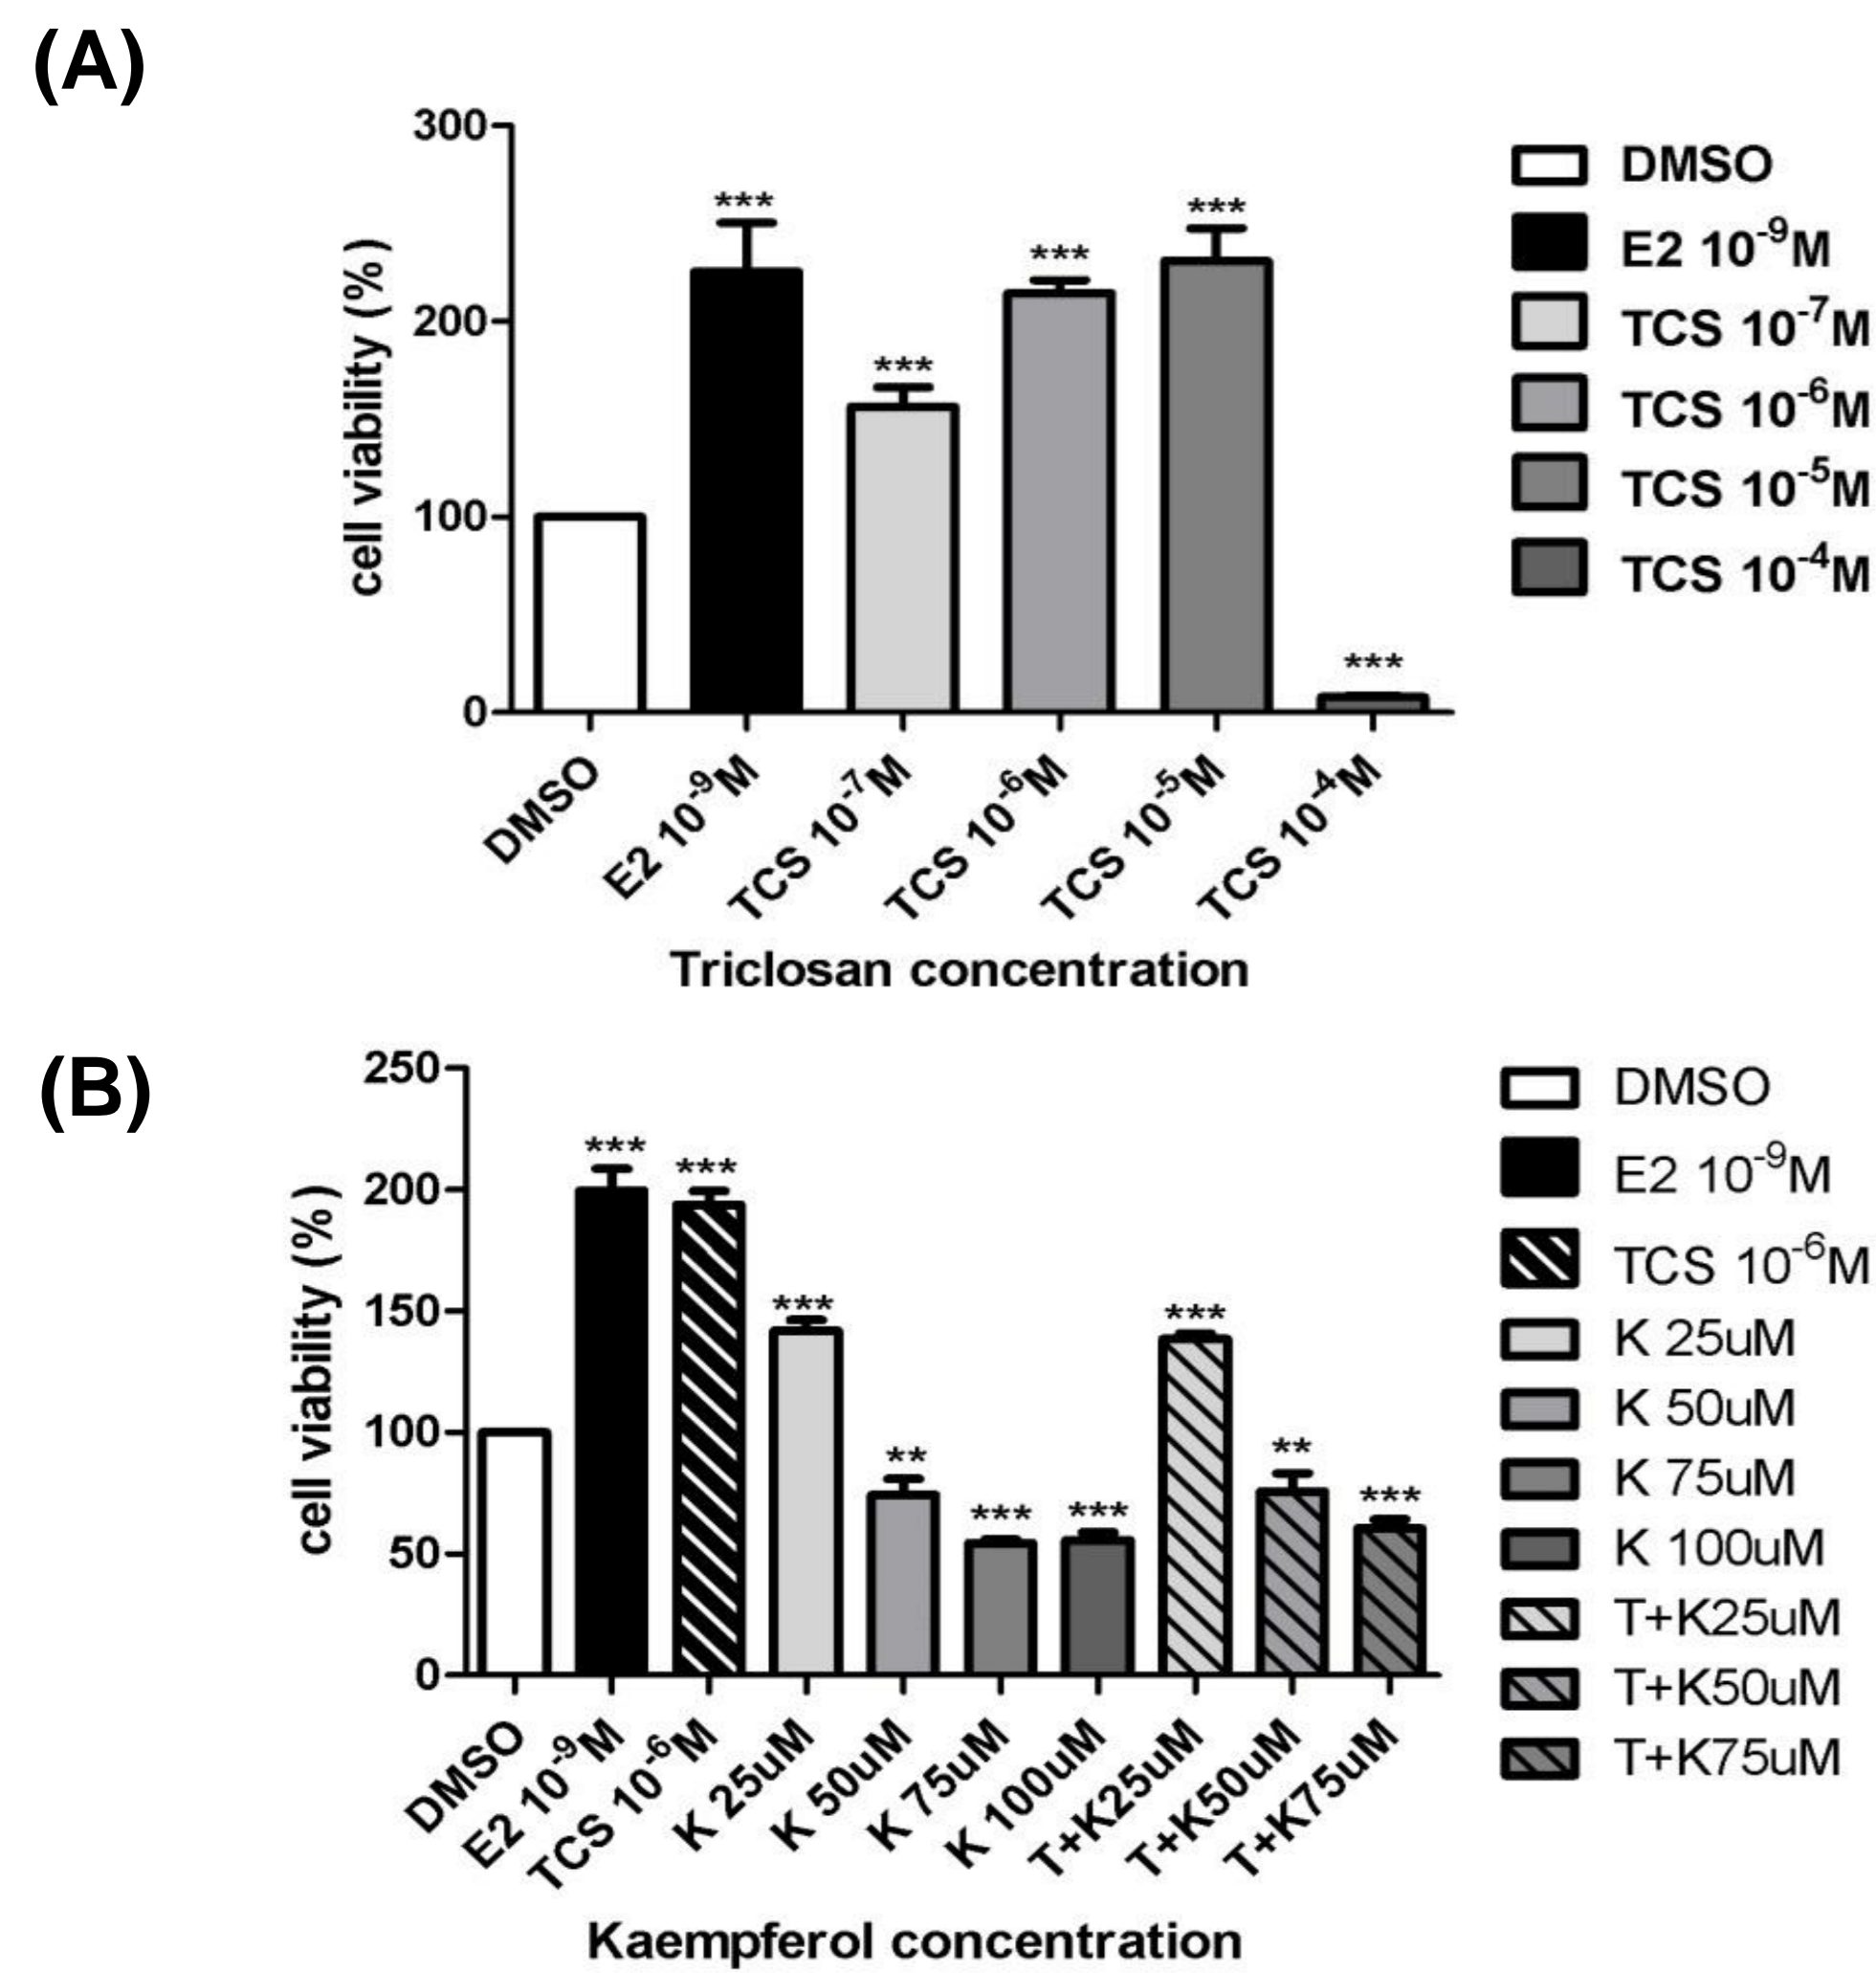 (A)
300
200
100
0
cell viability (%)
***
***
***
***
***
DMSO
E2 10⁻⁹M
TCS 10⁻⁷M
TCS 10⁻⁶M
TCS 10⁻⁵M
TCS 10⁻⁴M
Triclosan concentration
DMSO
E2 10⁻⁹M
TCS 10⁻⁷M
TCS 10⁻⁶M
TCS 10⁻⁵M
TCS 10⁻⁴M
(B)
250
200
150
100
50
0
cell viability (%)
***
***
***
**
***
***
***
**
***
DMSO
E2 10⁻⁹M
TCS 10⁻⁶M
K 25uM
K 50uM
K 75uM
K 100uM
T+K25uM
T+K50uM
T+K75uM
Kaempferol concentration
DMSO
E2 10⁻⁹M
TCS 10⁻⁶M
K 25uM
K 50uM
K 75uM
K 100uM
T+K25uM
T+K50uM
T+K75uM